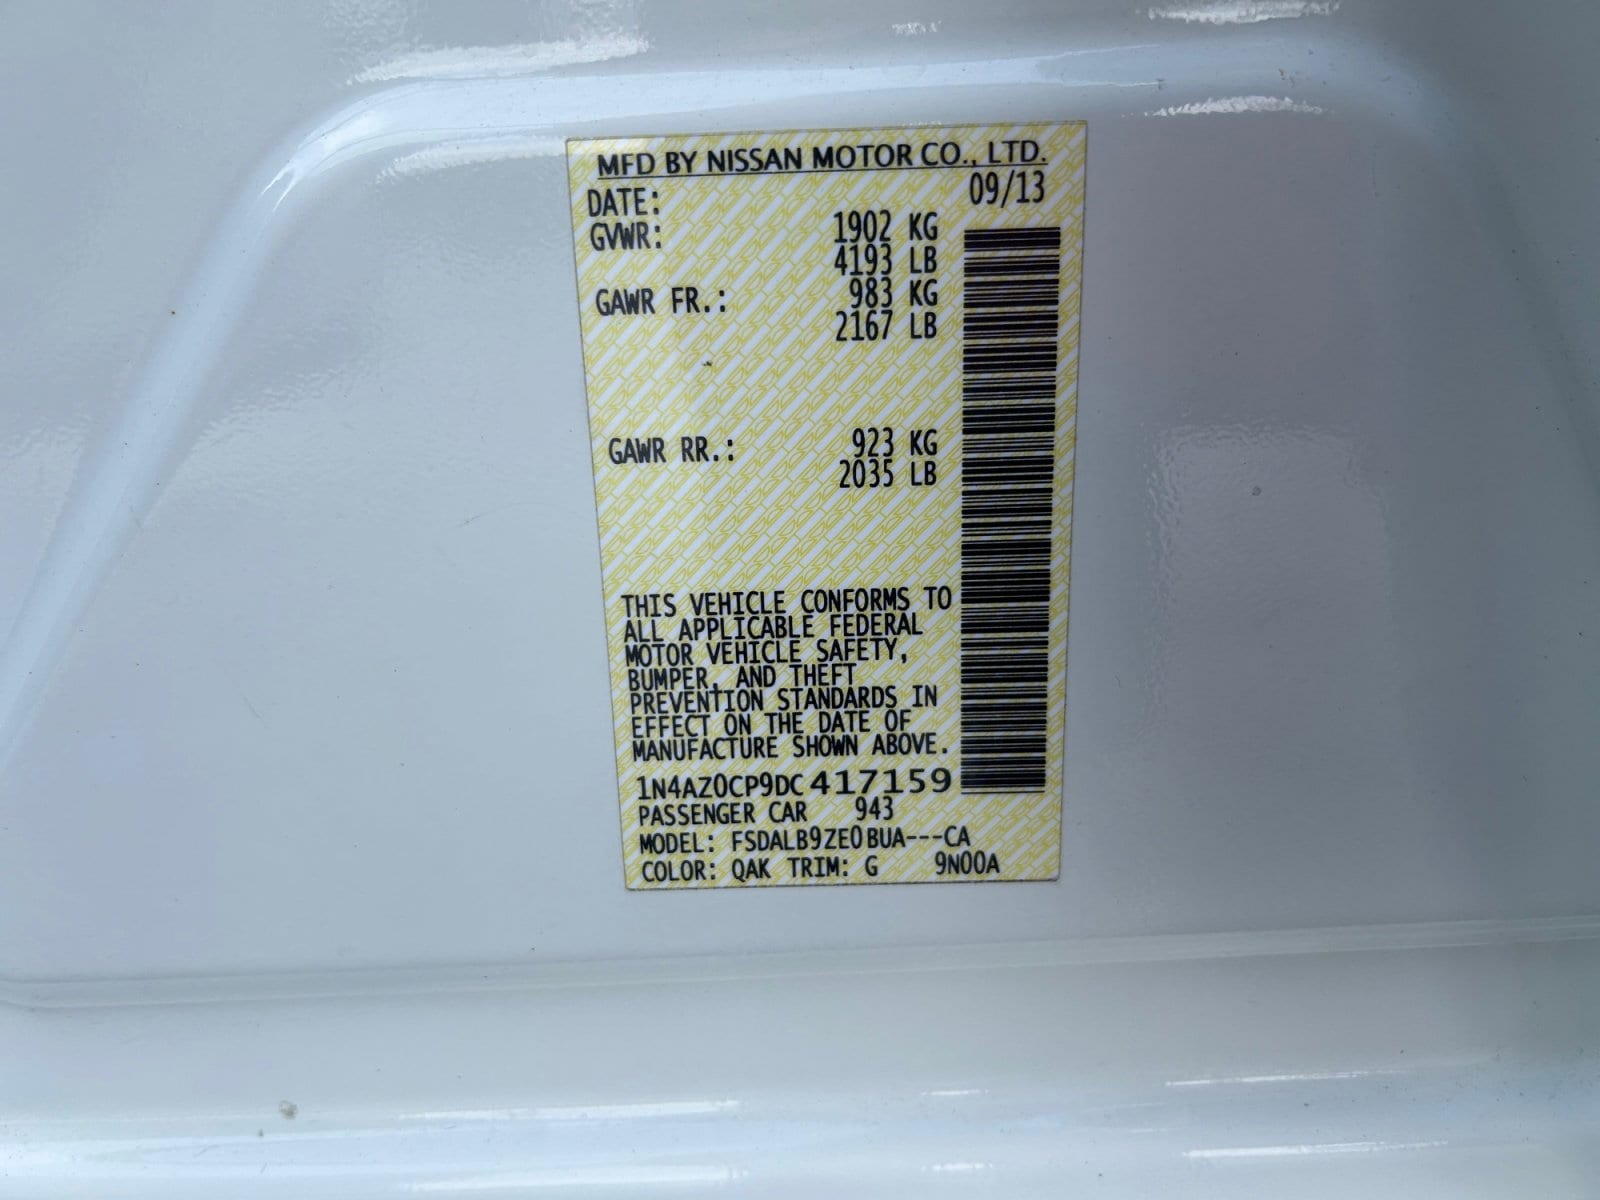 MFD BY NISSAN MOTOR CO., LTD.
DATE: 09/13
GVWR: 1902 KG
4193 LB
GAWR FR.: 983 KG
2167 LB
GAWR RR.: 923 KG
2035 LB
THIS VEHICLE CONFORMS TO
ALL APPLICABLE FEDERAL
MOTOR VEHICLE SAFETY,
BUMPER, AND THEFT
PREVENTION STANDARDS IN
EFFECT ON THE DATE OF
MANUFACTURE SHOWN ABOVE.
1N4AZ0CP9DC417159
PASSENGER CAR 943
MODEL: FSDALB9ZE0BUA---CA
COLOR: QAK TRIM: G 9N00A